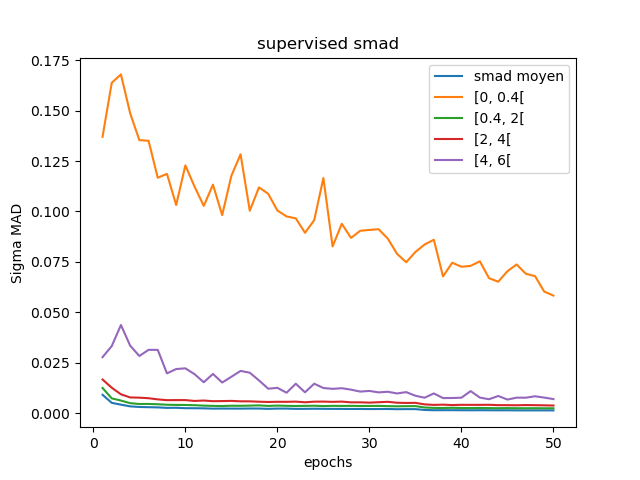 supervised smad
smad moyen
[0, 0.4[
[0.4, 2[
[2, 4[
[4, 6[
Sigma MAD
0.175
0.150
0.125
0.100
0.075
0.050
0.025
0.000
0 10 20 30 40 50
epochs